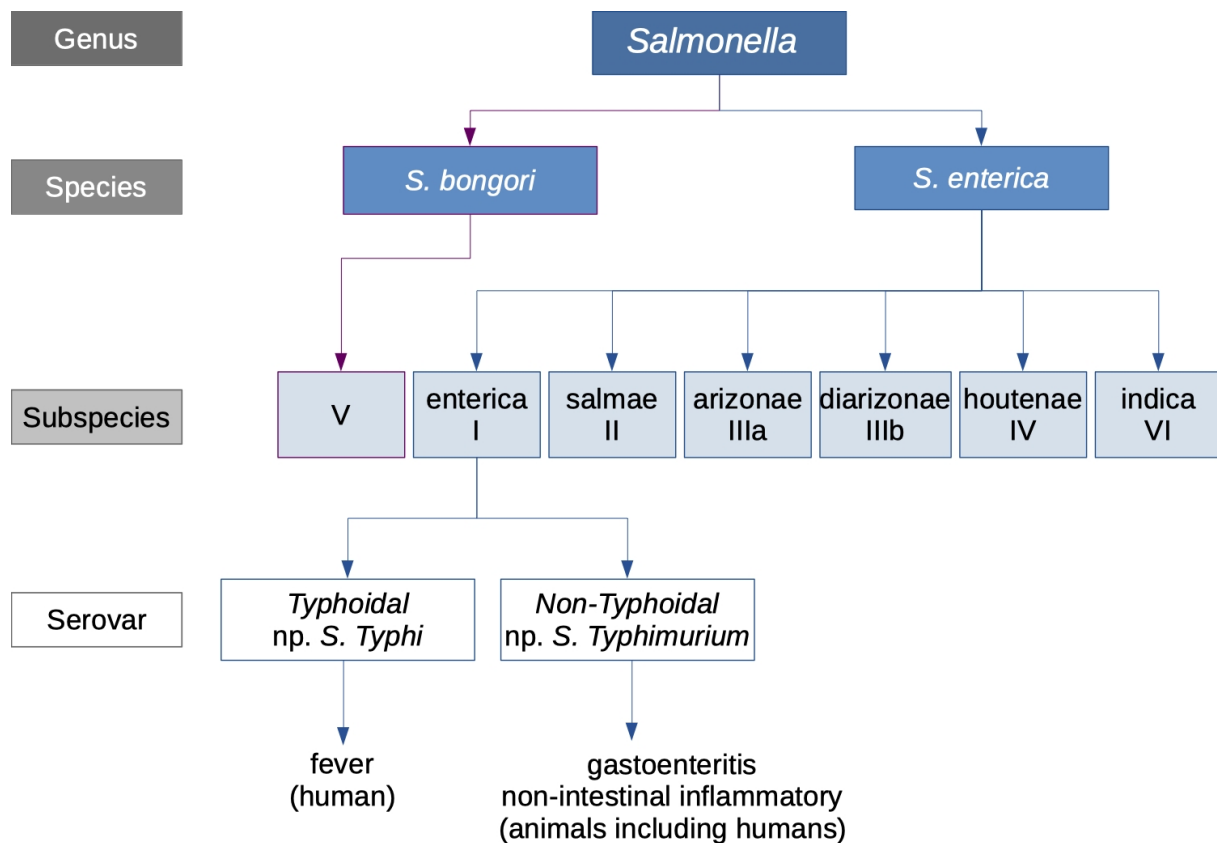 Genus
Salmonella
Species
S. bongori
S. enterica
Subspecies
V
enterica
I
salmae
II
arizonae
IIIa
diarizonae
IIIb
houtenae
IV
indica
VI
Serovar
Typhoidal
np. S. Typhi
Non-Typhoidal
np. S. Typhimurium
fever
(human)
gastoenteritis
non-intestinal inflammatory
(animals including humans)